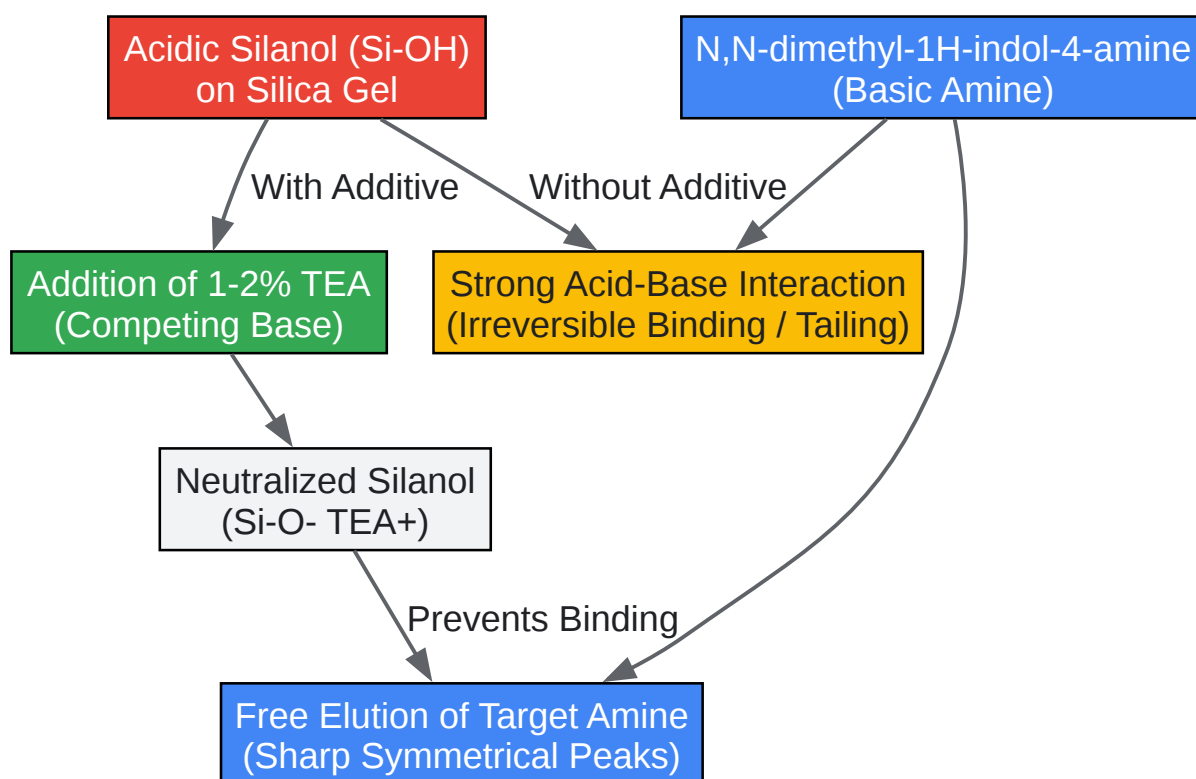 Acidic Silanol (Si-OH)
on Silica Gel
N,N-dimethyl-1H-indol-4-amine
(Basic Amine)
With Additive
Without Additive
Addition of 1-2% TEA
(Competing Base)
Strong Acid-Base Interaction
(Irreversible Binding / Tailing)
Neutralized Silanol
(Si-O- TEA+)
Prevents Binding
Free Elution of Target Amine
(Sharp Symmetrical Peaks)